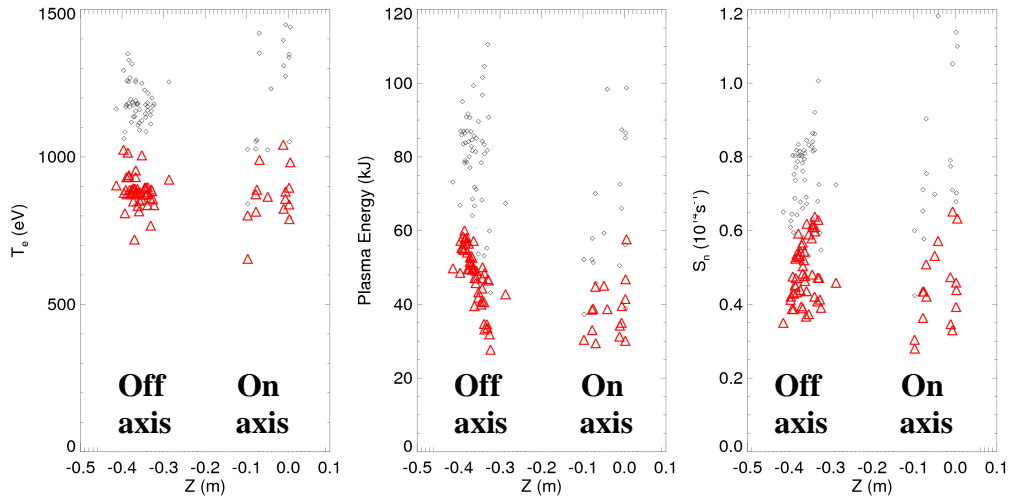 1500
1000
500
0
T_e (eV)
Off
axis
On
axis
-0.5 -0.4 -0.3 -0.2 -0.1 0.0 0.1
Z (m)
120
100
80
60
40
20
0
Plasma Energy (kJ)
Off
axis
On
axis
-0.5 -0.4 -0.3 -0.2 -0.1 0.0 0.1
Z (m)
1.2
1.0
0.8
0.6
0.4
0.2
0.0
S_n (10^14 s^-1)
Off
axis
On
axis
-0.5 -0.4 -0.3 -0.2 -0.1 0.0 0.1
Z (m)